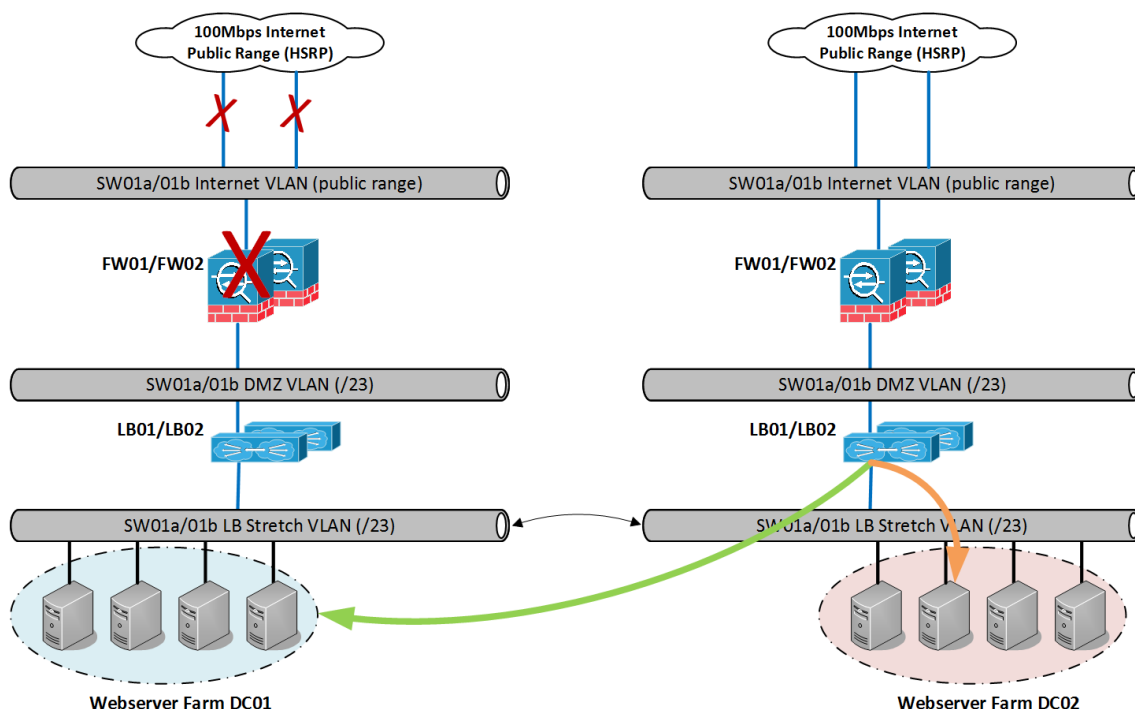 100Mbps Internet
Public Range (HSRP)
100Mbps Internet
Public Range (HSRP)
SW01a/01b Internet VLAN (public range)
SW01a/01b Internet VLAN (public range)
FW01/FW02
FW01/FW02
SW01a/01b DMZ VLAN (/23)
SW01a/01b DMZ VLAN (/23)
LB01/LB02
LB01/LB02
SW01a/01b LB Stretch VLAN (/23)
SW01a/01b LB Stretch VLAN (/23)
Webserver Farm DC01
Webserver Farm DC02